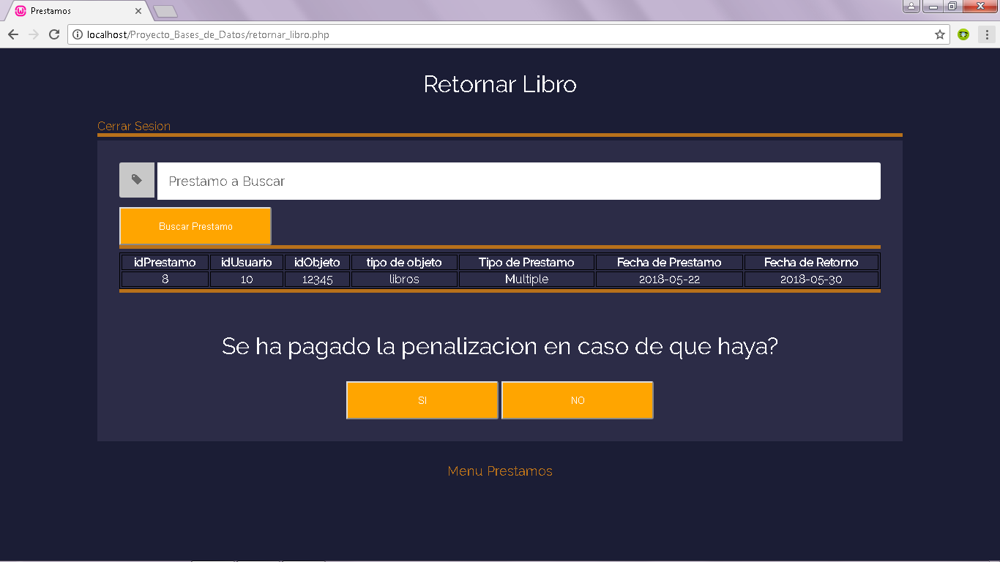 Prestamos
localhost/Proyecto_Bases_de_Datos/retornar_libro.php
Retornar Libro
Cerrar Sesion
Prestamo a Buscar
Buscar Prestamo
idPrestamo idUsuario idObjeto tipo de objeto Tipo de Prestamo Fecha de Prestamo Fecha de Retorno
8 10 12345 libros Multiple 2018-05-22 2018-05-30
Se ha pagado la penalizacion en caso de que haya?
SI NO
Menu Prestamos